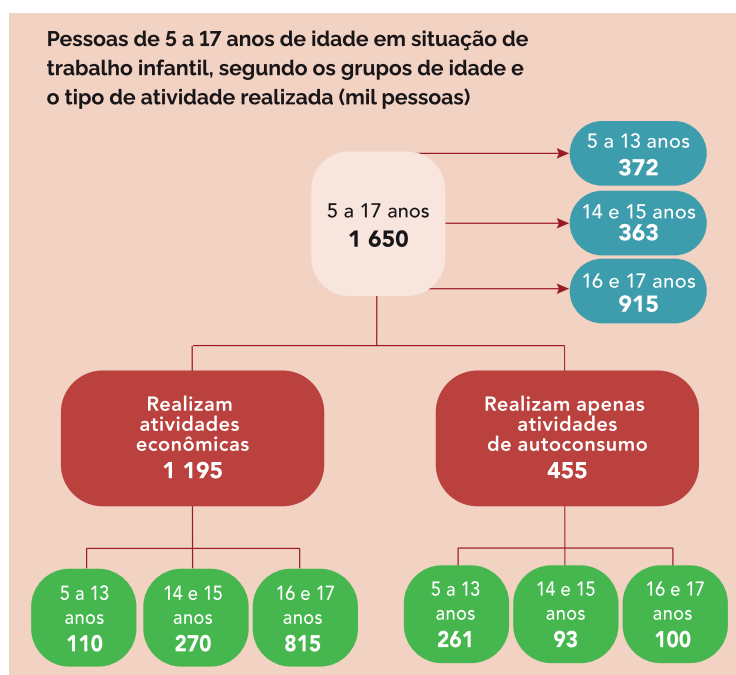 Pessoas de 5 a 17 anos de idade em situação de
trabalho infantil, segundo os grupos de idade e
o tipo de atividade realizada (mil pessoas)
5 a 17 anos
1 650
5 a 13 anos
372
14 e 15 anos
363
16 e 17 anos
915
Realizam
atividades
econômicas
1 195
Realizam apenas
atividades
de autoconsumo
455
5 a 13
anos
110
14 e 15
anos
270
16 e 17
anos
815
5 a 13
anos
261
14 e 15
anos
93
16 e 17
anos
100